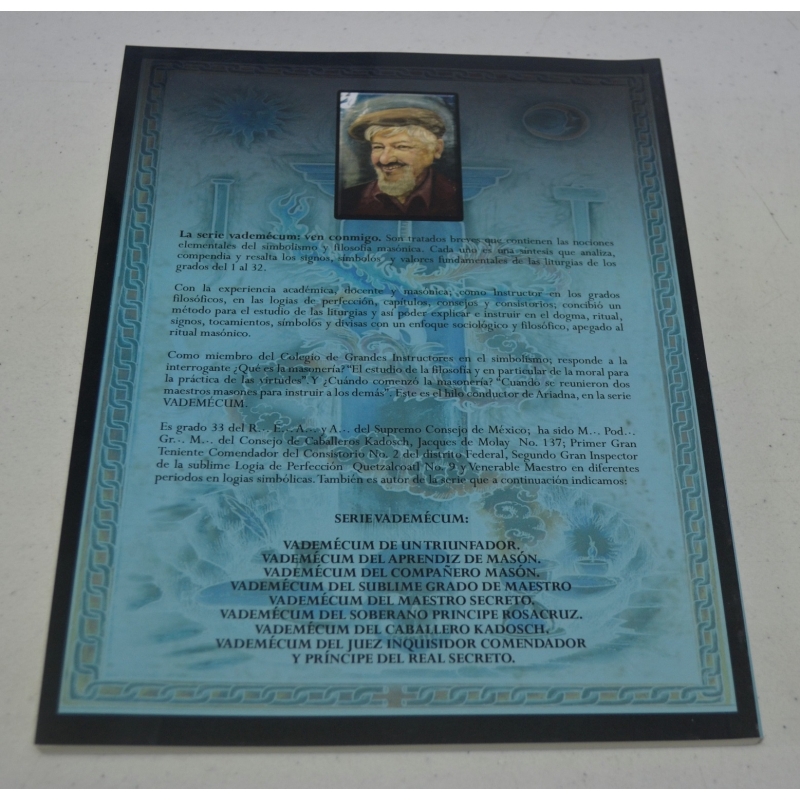 La serie vademécum: ven conmigo. Son tratados breves que contienen las nociones
elementales del simbolismo y filosofía masónica. Cada uno es una síntesis que analiza,
compendia y resalta los signos, símbolos y valores fundamentales de las liturgias de los
grados del 1 al 32.
Con la experiencia académica, docente y masónica; como Instructor en los grados
filosóficos, en las logias de perfección, capítulos, consejos y consistorios; concibió un
método para el estudio de las liturgias y así poder explicar e instruir en el dogma, ritual,
signos, tocamientos, símbolos y divisas con un enfoque sociológico y filosófico, apegado al
ritual masónico.
Como miembro del Colegio de Grandes Instructores en el simbolismo; responde a la
interrogante ¿Qué es la masonería? "El estudio de la filosofía y en particular de la moral para
la práctica de las virtudes". Y ¿Cuándo comenzó la masonería? "Cuando se reunieron dos
maestros masones para instruir a los demás". Este es el hilo conductor de Ariadna, en la serie
VADEMÉCUM.
Es grado 33 del R∴ E∴ A∴ y A∴ del Supremo Consejo de México; ha sido M∴ Pod∴
Gr∴ M∴ del Consejo de Caballeros Kadosch, Jacques de Molay No. 137; Primer Gran
Teniente Comendador del Consistorio No. 2 del distrito Federal, Segundo Gran Inspector
de la sublime Logia de Perfección Quetzalcoatl No. 9 y Venerable Maestro en diferentes
periodos en logias simbólicas. También es autor de la serie que a continuación indicamos:
SERIE VADEMÉCUM:
VADEMÉCUM DE UN TRIUNFADOR.
VADEMÉCUM DEL APRENDIZ DE MASÓN.
VADEMÉCUM DEL COMPAÑERO MASÓN.
VADEMÉCUM DEL SUBLIME GRADO DE MAESTRO
VADEMÉCUM DEL MAESTRO SECRETO.
VADEMÉCUM DEL SOBERANO PRINCIPE ROSACRUZ.
VADEMÉCUM DEL CABALLERO KADOSCH.
VADEMÉCUM DEL JUEZ INQUISIDOR COMENDADOR
Y PRÍNCIPE DEL REAL SECRETO.